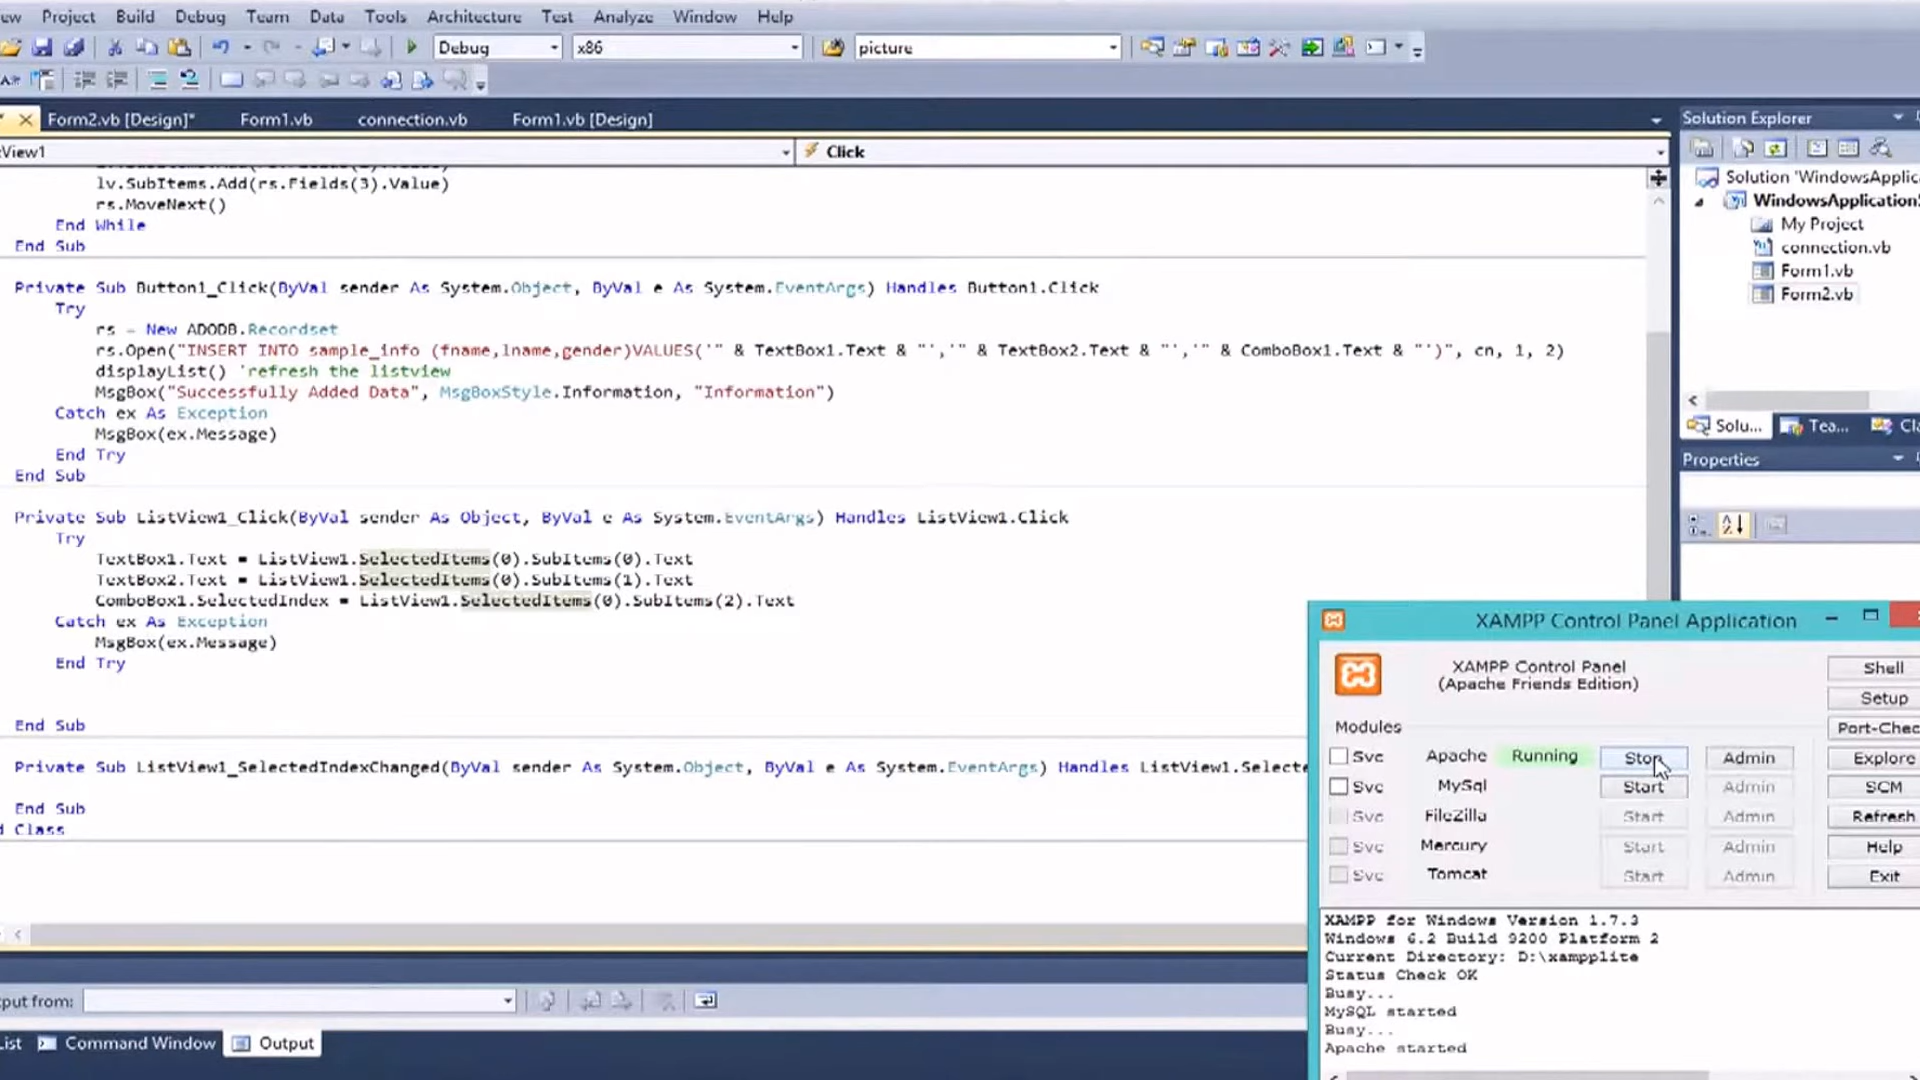 ew Project Build Debug Team Data Tools Architecture Test Analyze Window Help
Debug x86 picture
Form2.vb [Design]* Form1.vb connection.vb Form1.vb [Design]
View1 Click
lv.SubItems.Add(rs.Fields(3).Value)
rs.MoveNext()
End While
End Sub
Private Sub Button1_Click(ByVal sender As System.Object, ByVal e As System.EventArgs) Handles Button1.Click
Try
rs = New ADODB.Recordset
rs.Open("INSERT INTO sample_info (fname,lname,gender)VALUES('" & TextBox1.Text & "','" & TextBox2.Text & "','" & ComboBox1.Text & "')", cn, 1, 2)
displayList() 'refresh the listview
MsgBox("Successfully Added Data", MsgBoxStyle.Information, "Information")
Catch ex As Exception
MsgBox(ex.Message)
End Try
End Sub
Private Sub ListView1_Click(ByVal sender As Object, ByVal e As System.EventArgs) Handles ListView1.Click
Try
TextBox1.Text = ListView1.SelectedItems(0).SubItems(0).Text
TextBox2.Text = ListView1.SelectedItems(0).SubItems(1).Text
ComboBox1.SelectedIndex = ListView1.SelectedItems(0).SubItems(2).Text
Catch ex As Exception
MsgBox(ex.Message)
End Try
End Sub
Private Sub ListView1_SelectedIndexChanged(ByVal sender As System.Object, ByVal e As System.EventArgs) Handles ListView1.Selecte
End Sub
d Class
put from:
List Command Window Output
Solution Explorer
Solution 'WindowsApplic
WindowsApplication
My Project
connection.vb
Form1.vb
Form2.vb
Solu... Tea... Cla
Properties
XAMPP Control Panel Application
XAMPP Control Panel
(Apache Friends Edition)
Shell
Setup
Modules Port-Chec
Svc Apache Running Stop Admin Explore
Svc MySql Start Admin SCM
Svc FileZilla Start Admin Refresh
Svc Mercury Start Admin Help
Svc Tomcat Start Admin Exit
XAMPP for Windows Version 1.7.3
Windows 6.2 Build 9200 Platform 2
Current Directory: D:\xampplite
Status Check OK
Busy...
MySQL started
Busy...
Apache started